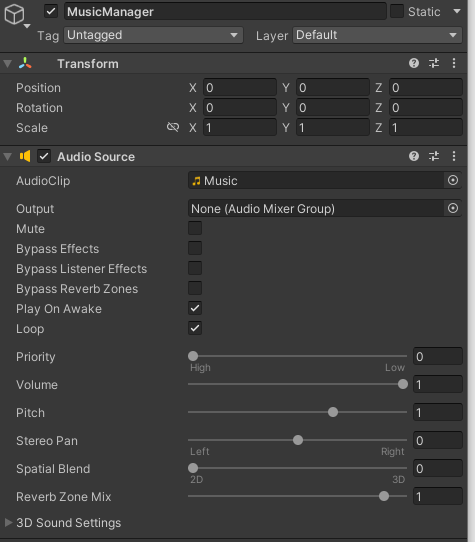 MusicManager Static
Tag Untagged Layer Default
Transform
Position X 0 Y 0 Z 0
Rotation X 0 Y 0 Z 0
Scale X 1 Y 1 Z 1
Audio Source
AudioClip Music
Output None (Audio Mixer Group)
Mute
Bypass Effects
Bypass Listener Effects
Bypass Reverb Zones
Play On Awake
Loop
Priority 0
High Low
Volume 1
Pitch 1
Stereo Pan 0
Left Right
Spatial Blend 0
2D 3D
Reverb Zone Mix 1
3D Sound Settings